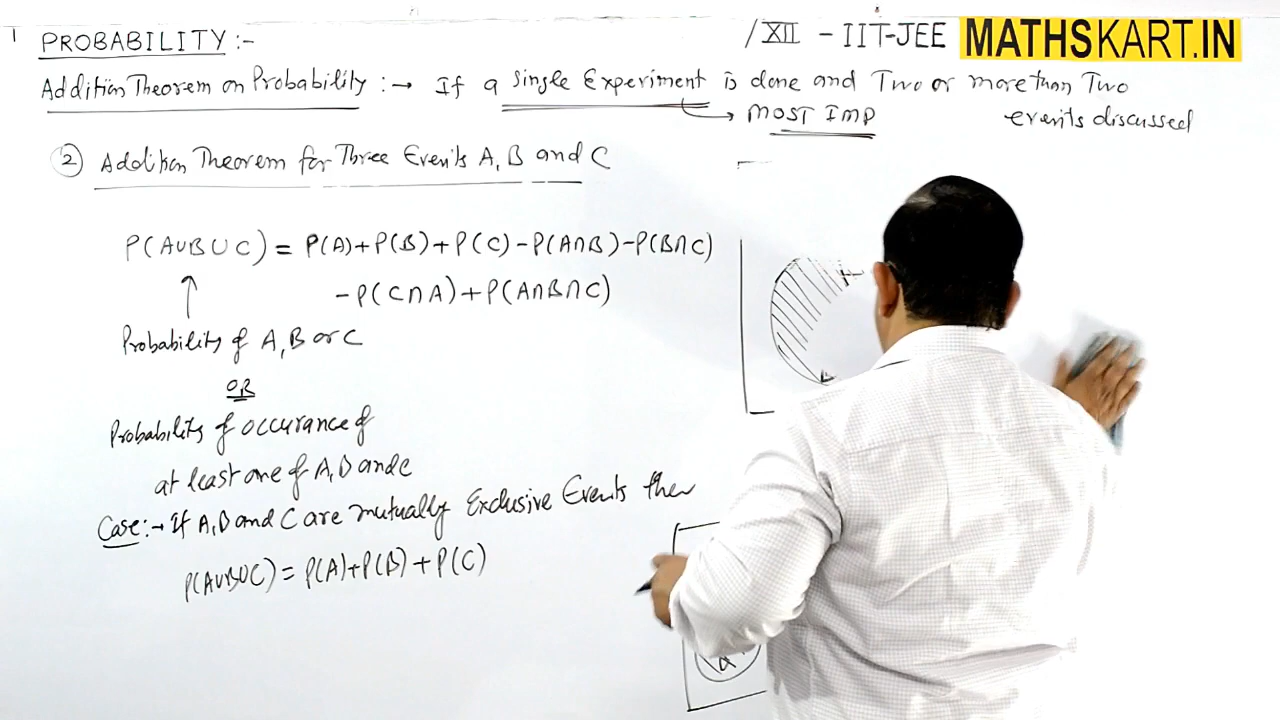 1
PROBABILITY :-
/ XII - IIT-JEE MATHSKART.IN
Addition Theorem on Probability :→ If a single Experiment is done and Two or more than Two
events discussed
→ MOST IMP
② Addition Theorem for Three Events A, B and C
P(A∪B∪C) = P(A)+P(B)+P(C)-P(A∩B)-P(B∩C)
-P(C∩A)+P(A∩B∩C)
Probability of A, B or C
OR
Probability of occurance of
at least one of A, B and C
Case :→ If A, B and C are mutually Exclusive Events then
P(A∪B∪C) = P(A)+P(B)+P(C)